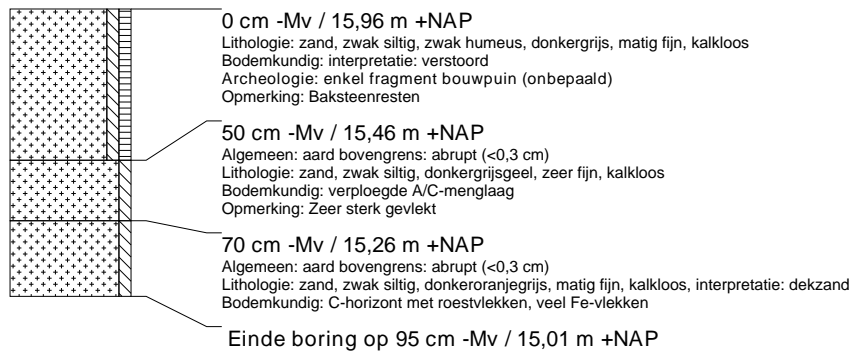 0 cm -Mv / 15,96 m +NAP
Lithologie: zand, zwak siltig, zwak humeus, donkergrijs, matig fijn, kalkloos
Bodemkundig: interpretatie: verstoord
Archeologie: enkel fragment bouwpuin (onbepaald)
Opmerking: Baksteenresten
50 cm -Mv / 15,46 m +NAP
Algemeen: aard bovengrens: abrupt (<0,3 cm)
Lithologie: zand, zwak siltig, donkergrijsgeel, zeer fijn, kalkloos
Bodemkundig: verploegde A/C-menglaag
Opmerking: Zeer sterk gevlekt
70 cm -Mv / 15,26 m +NAP
Algemeen: aard bovengrens: abrupt (<0,3 cm)
Lithologie: zand, zwak siltig, donkeroranjegrijs, matig fijn, kalkloos, interpretatie: dekzand
Bodemkundig: C-horizont met roestvlekken, veel Fe-vlekken
Einde boring op 95 cm -Mv / 15,01 m +NAP